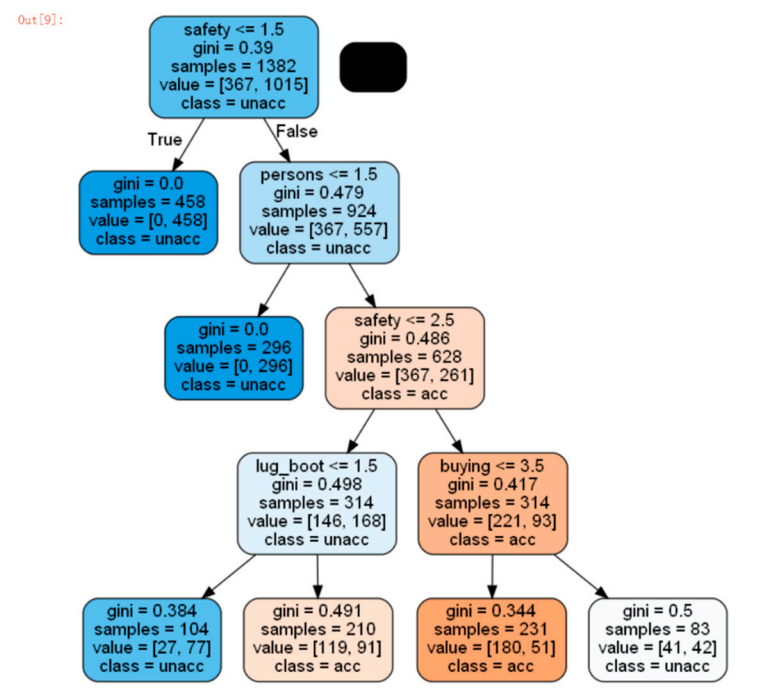 Out[9]:
safety <= 1.5
gini = 0.39
samples = 1382
value = [367, 1015]
class = unacc
True
False
gini = 0.0
samples = 458
value = [0, 458]
class = unacc
persons <= 1.5
gini = 0.479
samples = 924
value = [367, 557]
class = unacc
gini = 0.0
samples = 296
value = [0, 296]
class = unacc
safety <= 2.5
gini = 0.486
samples = 628
value = [367, 261]
class = acc
lug_boot <= 1.5
gini = 0.498
samples = 314
value = [146, 168]
class = unacc
buying <= 3.5
gini = 0.417
samples = 314
value = [221, 93]
class = acc
gini = 0.384
samples = 104
value = [27, 77]
class = unacc
gini = 0.491
samples = 210
value = [119, 91]
class = acc
gini = 0.344
samples = 231
value = [180, 51]
class = acc
gini = 0.5
samples = 83
value = [41, 42]
class = unacc